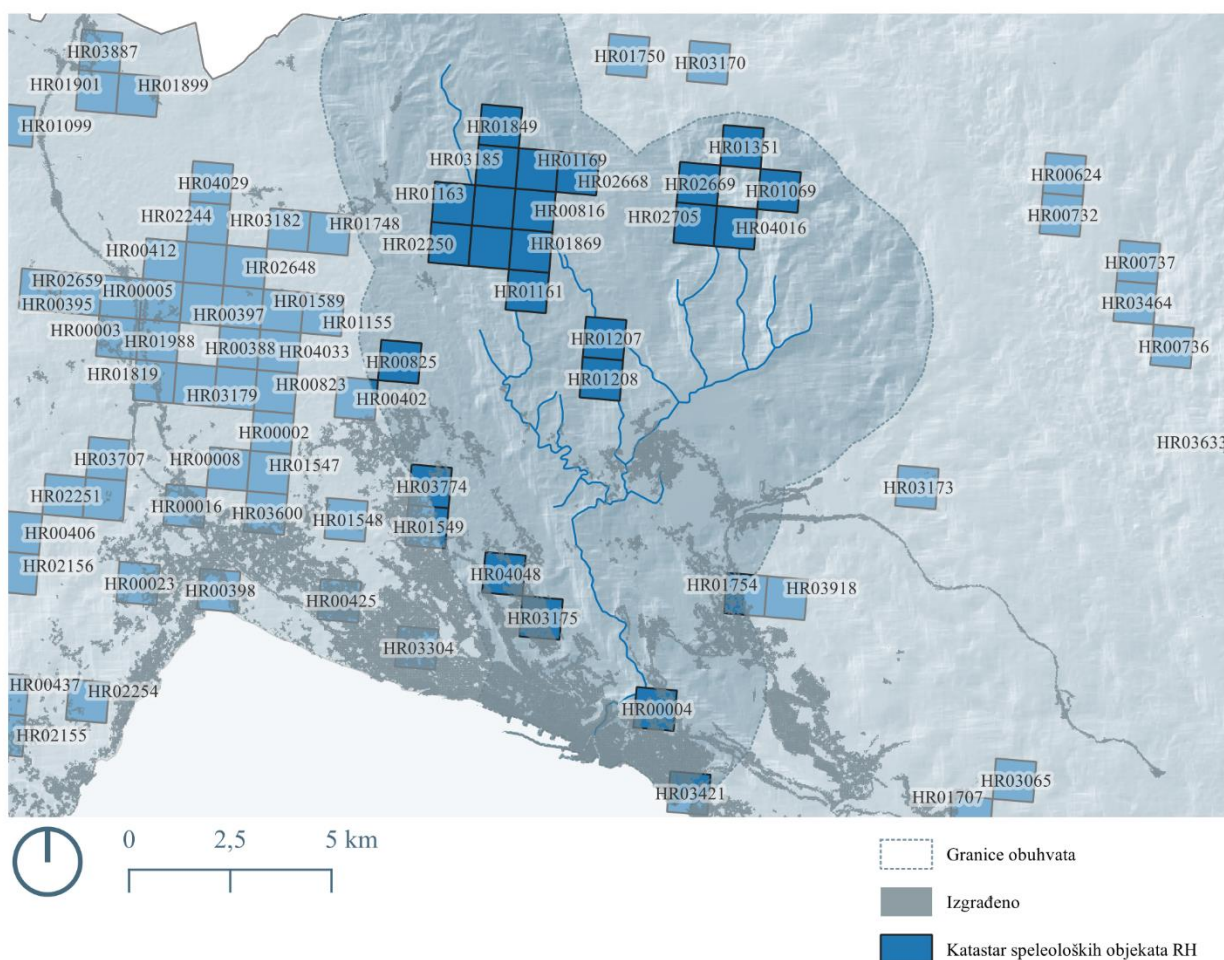 HR03887
HR01750
HR03170
HR01901
HR01899
HR01099
HR01849
HR01351
HR03185
HR01169
HR00624
HR04029
HR01163
HR02668
HR02669
HR01069
HR02244
HR03182
HR01748
HR00816
HR02705
HR04016
HR00732
HR00412
HR02250
HR01869
HR02648
HR00737
HR02659
HR00005
HR01161
HR00395
HR01589
HR03464
HR00397
HR01155
HR00003
HR01988
HR00388
HR04033
HR01207
HR00736
HR00825
HR01819
HR03179
HR00823
HR01208
HR00402
HR00002
HR03707
HR00008
HR01547
HR03633
HR03774
HR03173
HR02251
HR00016
HR03600
HR01548
HR01549
HR00406
HR02156
HR00023
HR00398
HR00425
HR04048
HR01754
HR03918
HR03175
HR03304
HR00437
HR02254
HR00004
HR02155
HR03065
HR03421
HR01707
0 2,5 5 km
Granice obuhvata
Izgrađeno
Katastar speleoloških objekata RH